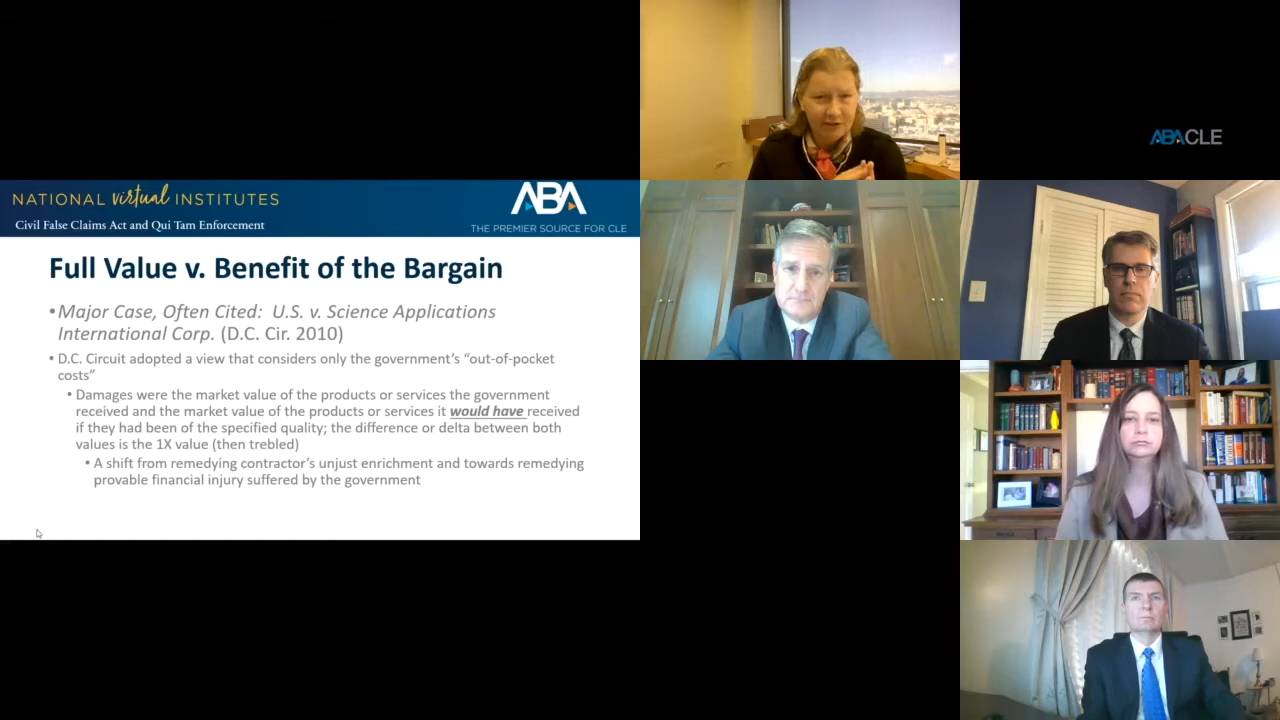 ABACLE
NATIONAL virtual INSTITUTES
ABA
Civil False Claims Act and Qui Tam Enforcement
THE PREMIER SOURCE FOR CLE
Full Value v. Benefit of the Bargain
•Major Case, Often Cited: U.S. v. Science Applications
International Corp. (D.C. Cir. 2010)
• D.C. Circuit adopted a view that considers only the government's “out-of-pocket
costs”
• Damages were the market value of the products or services the government
received and the market value of the products or services it would have received
if they had been of the specified quality; the difference or delta between both
values is the 1X value (then trebled)
• A shift from remedying contractor's unjust enrichment and towards remedying
provable financial injury suffered by the government